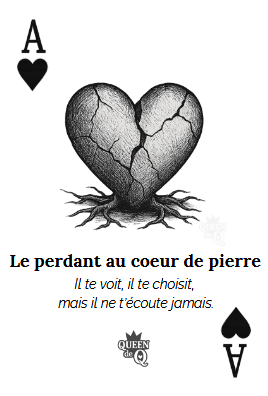 A
Le perdant au coeur de pierre
Il te voit, il te choisit,
mais il ne t'écoute jamais.
QUEEN
de Q
A